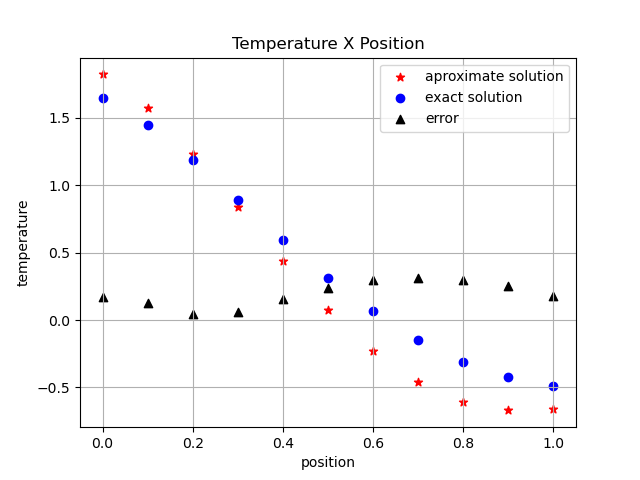 Temperature X Position
aproximate solution
exact solution
error
temperature
1.5
1.0
0.5
0.0
−0.5
0.0 0.2 0.4 0.6 0.8 1.0
position